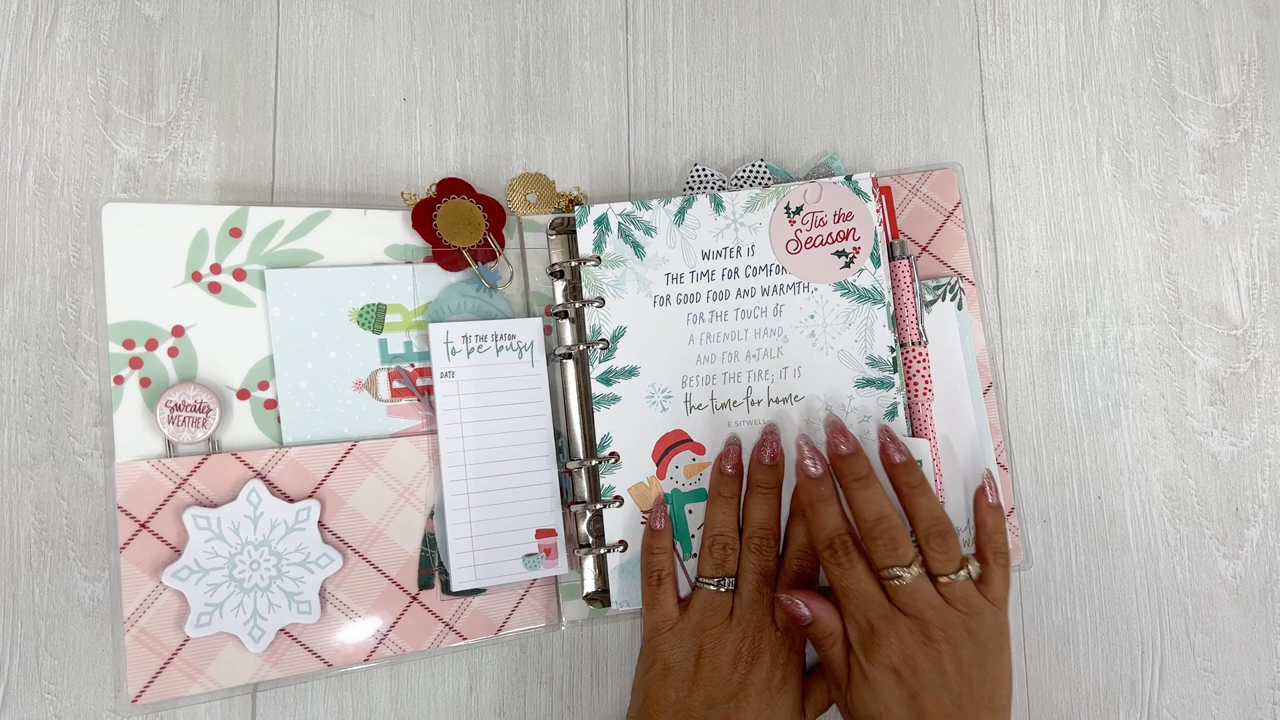 Sweater
WEATHER
'TIS THE SEASON
to be busy
DATE
'Tis the
Season
WINTER IS
THE TIME FOR COMFORT,
FOR GOOD FOOD AND WARMTH,
FOR THE TOUCH OF
A FRIENDLY HAND
AND FOR A TALK
BESIDE THE FIRE; IT IS
the time for home
E SITWELL